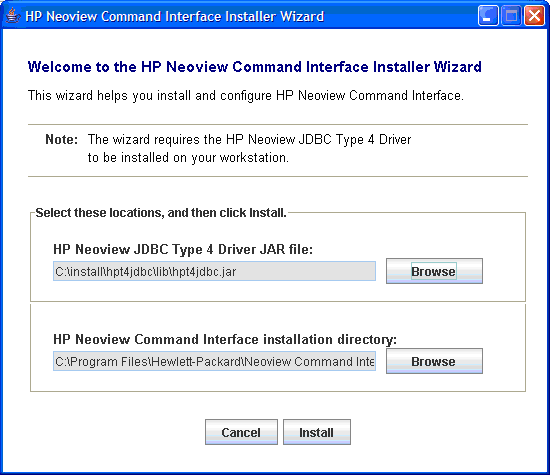 HP Neoview Command Interface Installer Wizard
Welcome to the HP Neoview Command Interface Installer Wizard
This wizard helps you install and configure HP Neoview Command Interface.
Note: The wizard requires the HP Neoview JDBC Type 4 Driver
to be installed on your workstation.
Select these locations, and then click Install.
HP Neoview JDBC Type 4 Driver JAR file:
C:\install\hpt4jdbc\lib\hpt4jdbc.jar Browse
HP Neoview Command Interface installation directory:
C:\Program Files\Hewlett-Packard\Neoview Command Inte Browse
Cancel Install